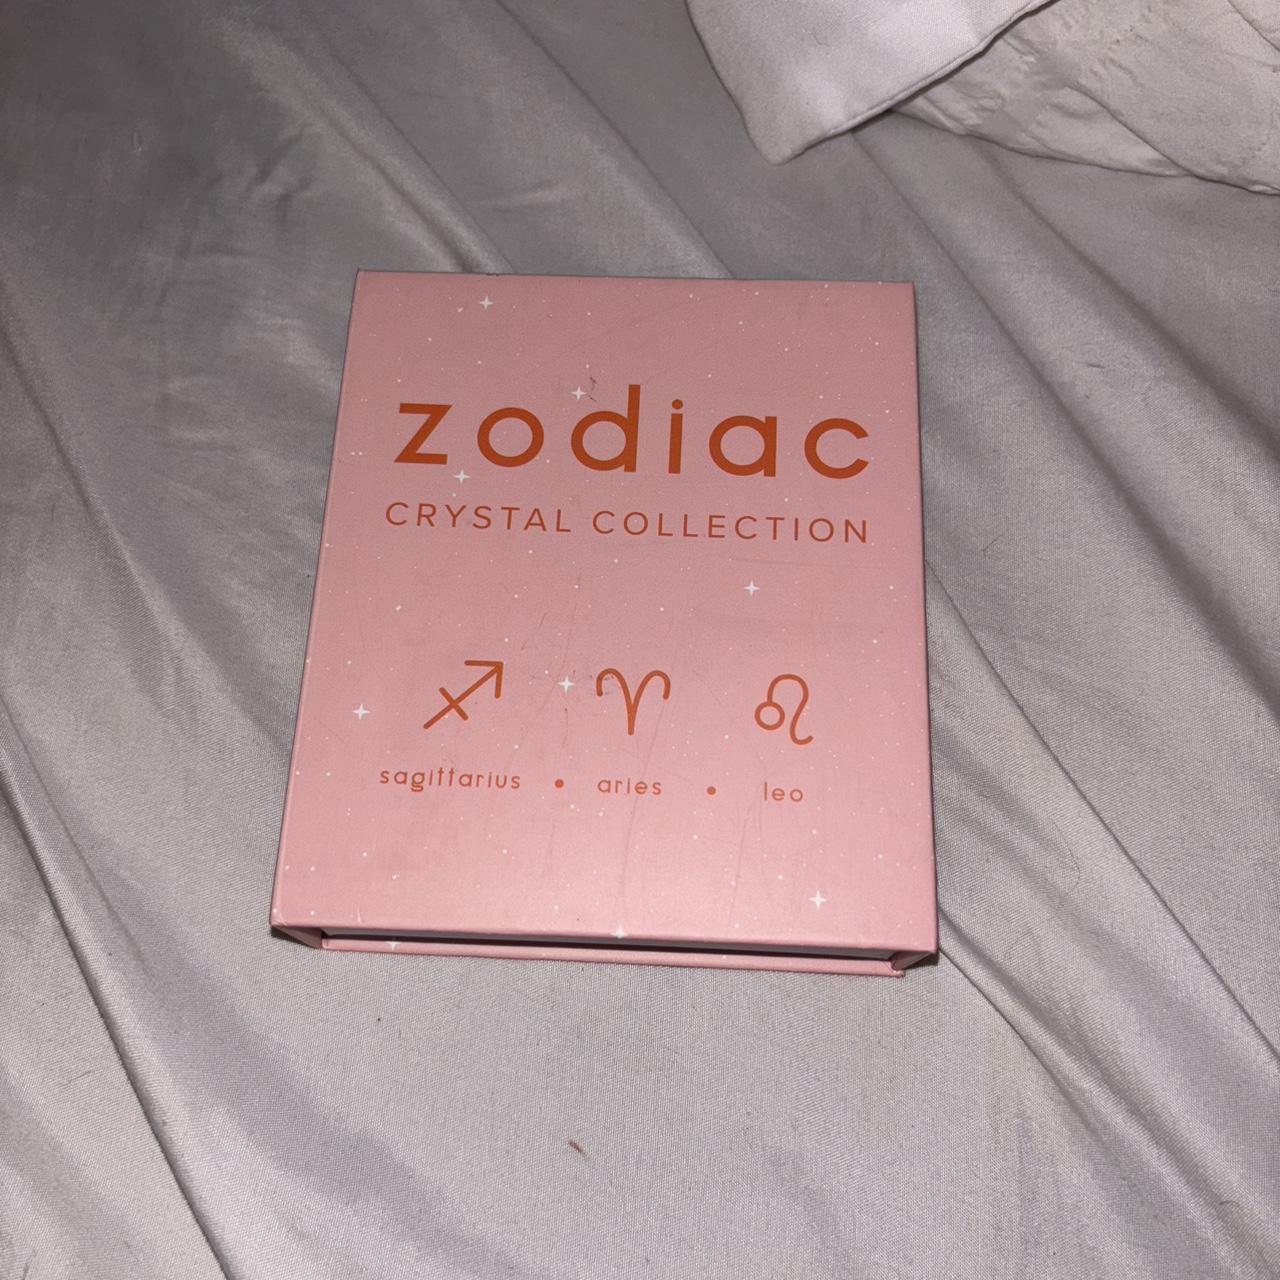 zodiac
CRYSTAL COLLECTION
sagittarius • aries • leo